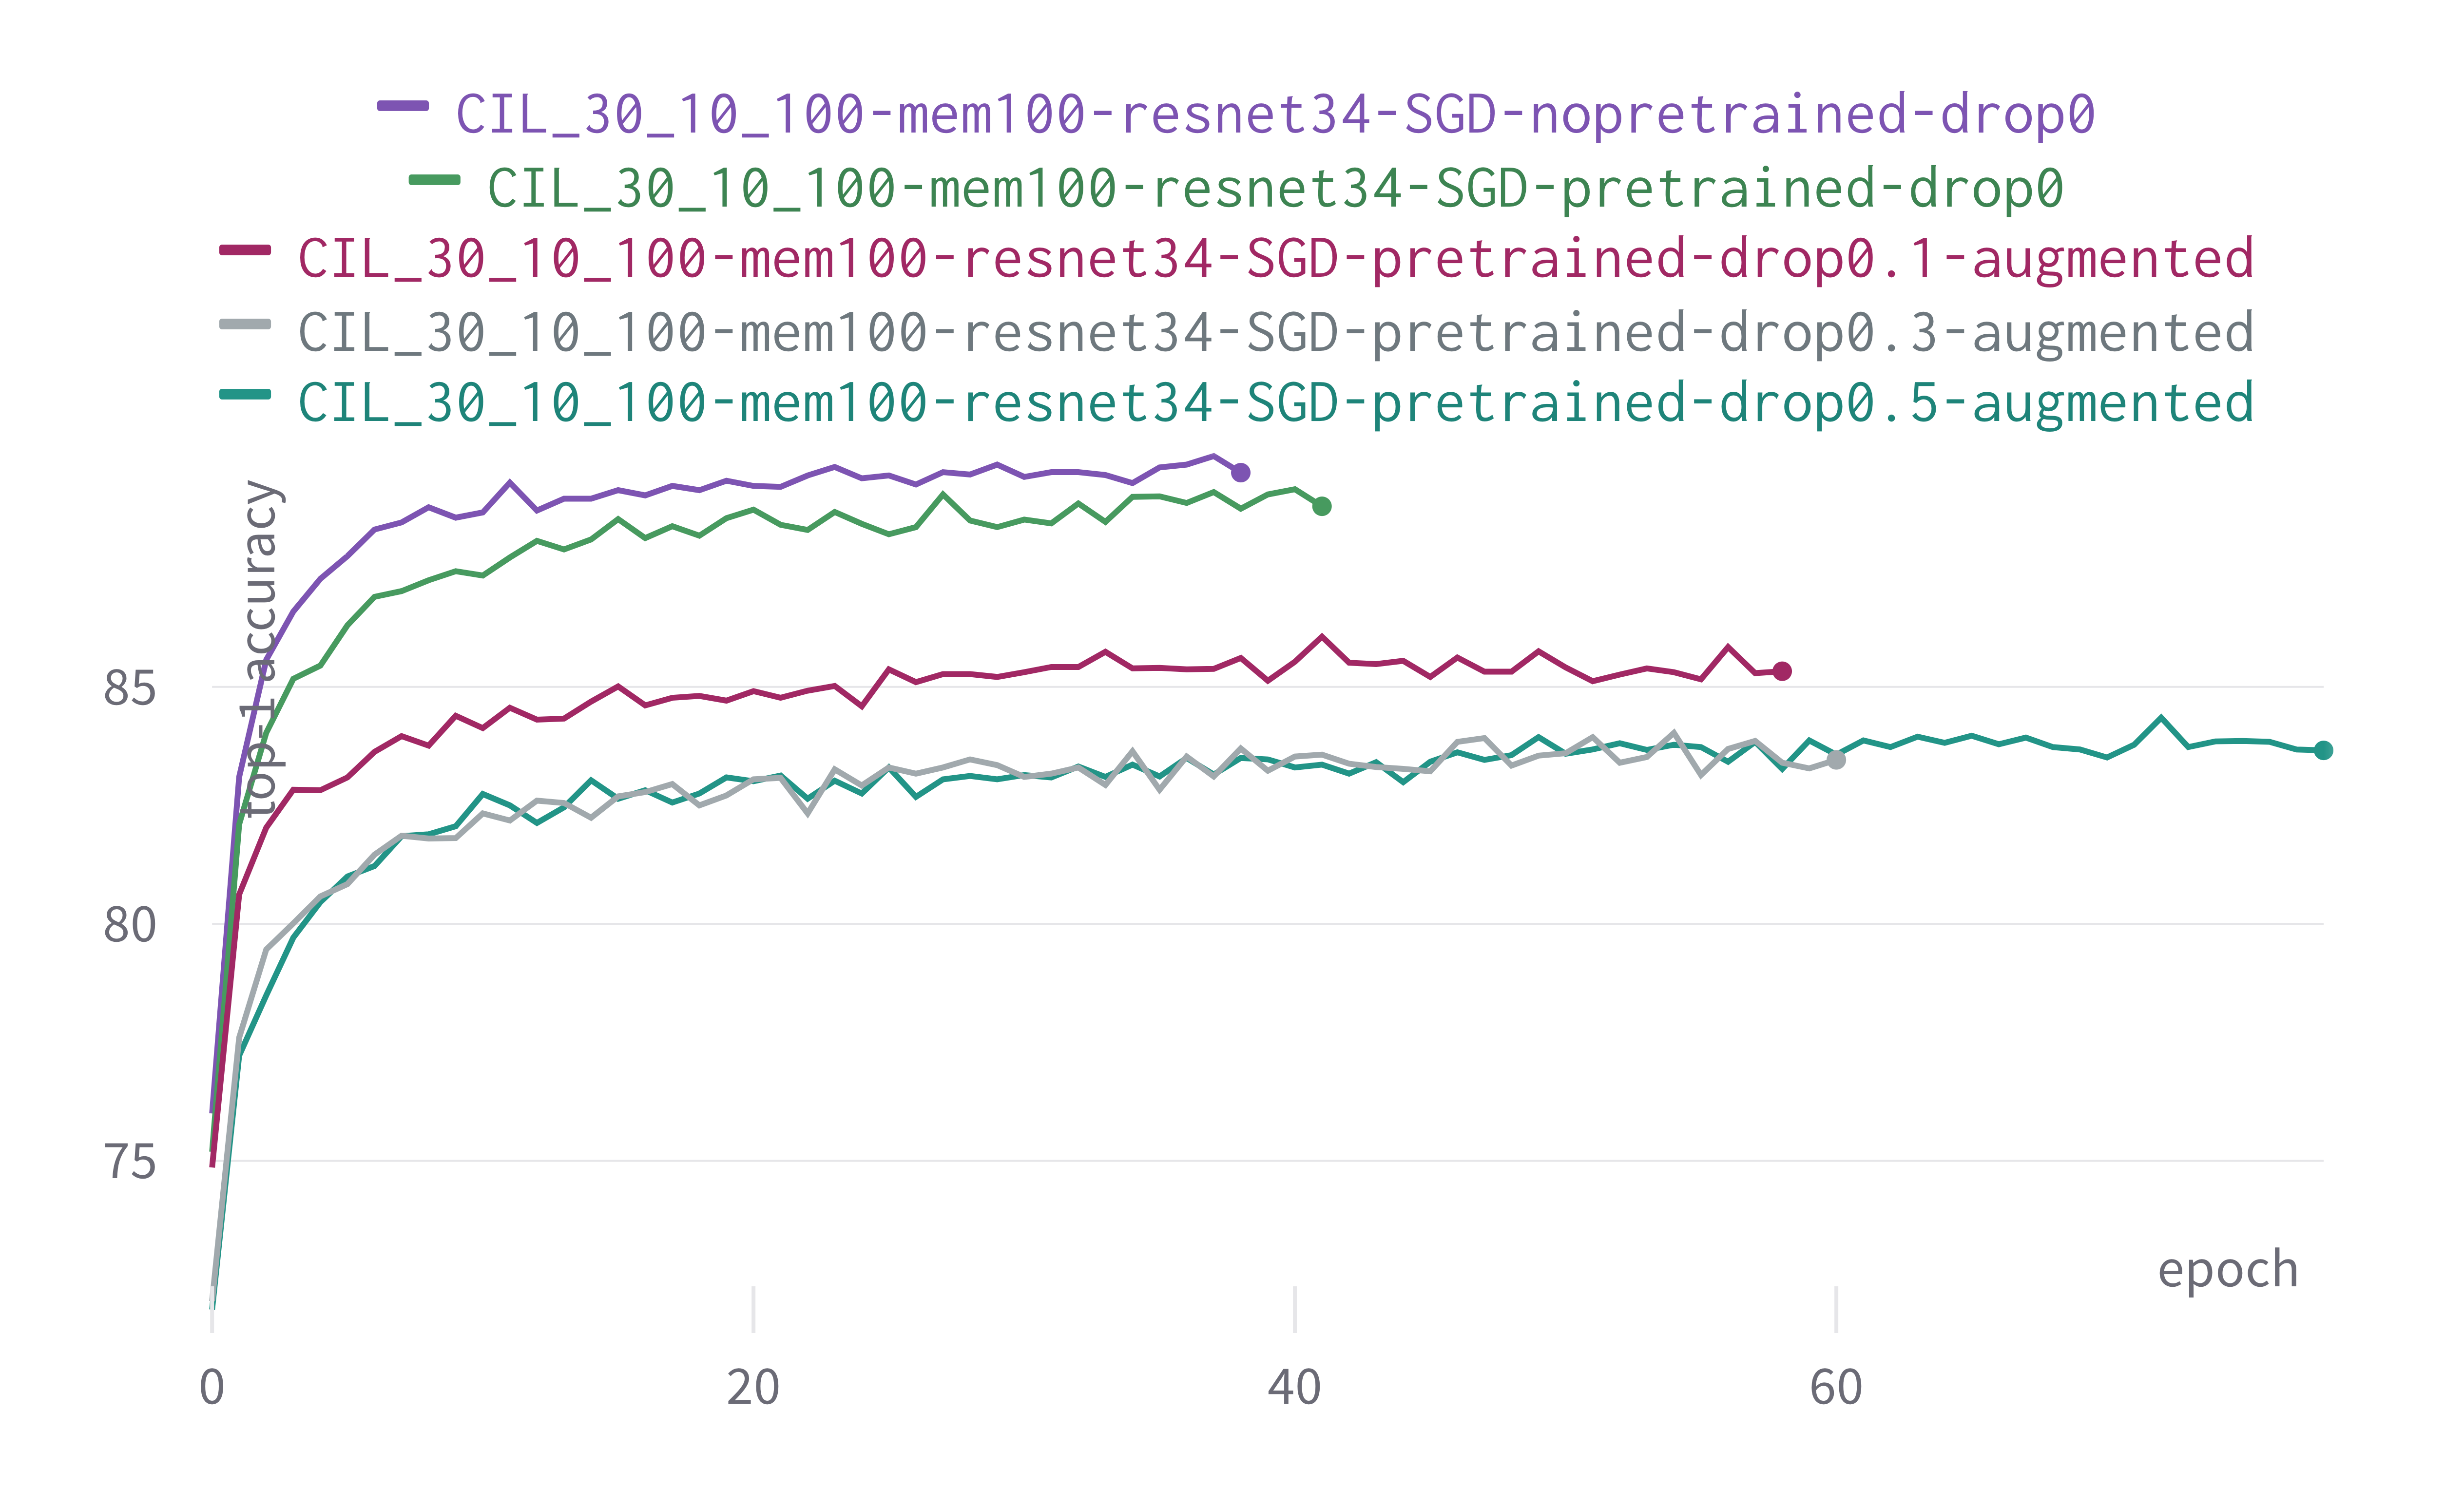 CIL_30_10_100-mem100-resnet34-SGD-nopretrained-drop0
CIL_30_10_100-mem100-resnet34-SGD-pretrained-drop0
CIL_30_10_100-mem100-resnet34-SGD-pretrained-drop0.1-augmented
CIL_30_10_100-mem100-resnet34-SGD-pretrained-drop0.3-augmented
CIL_30_10_100-mem100-resnet34-SGD-pretrained-drop0.5-augmented
top-1 accuracy
85
80
75
epoch
0 20 40 60